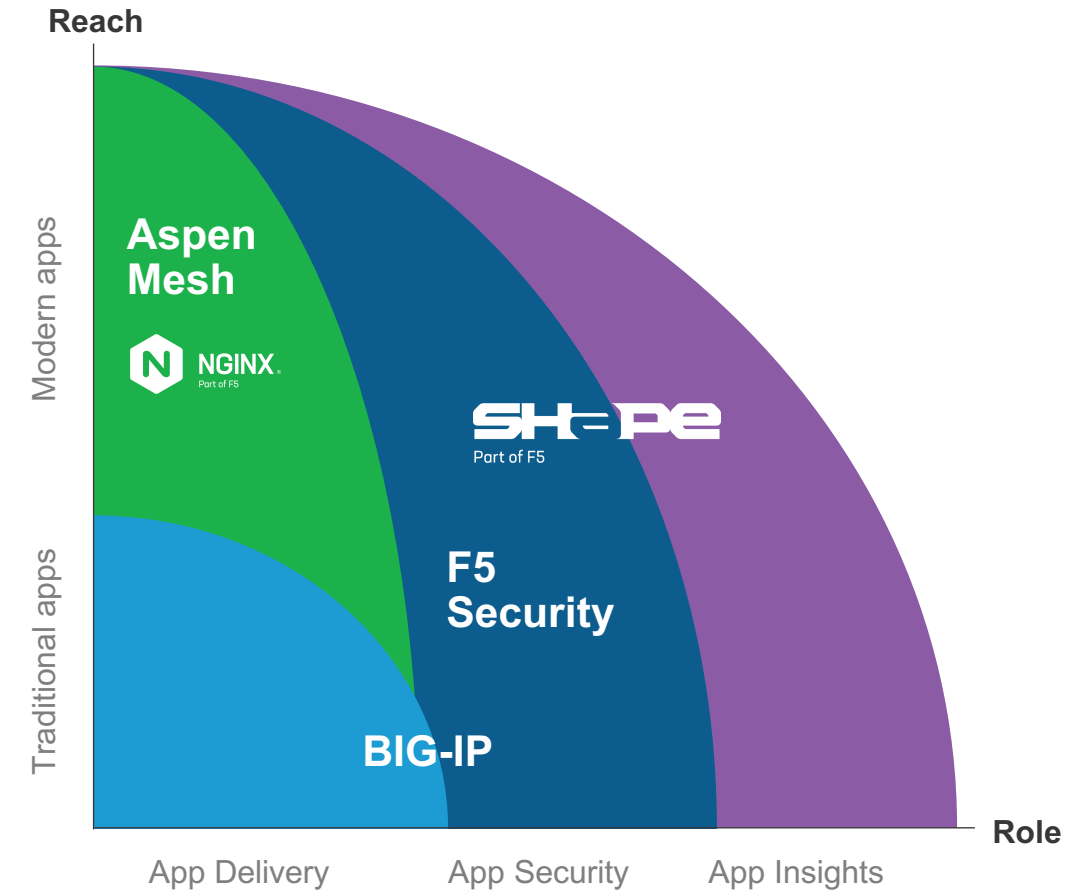 Reach
Modern apps
Traditional apps
Aspen
Mesh
NGINX.
Part of F5
SHaPe
Part of F5
F5
Security
BIG-IP
Role
App Delivery
App Security
App Insights